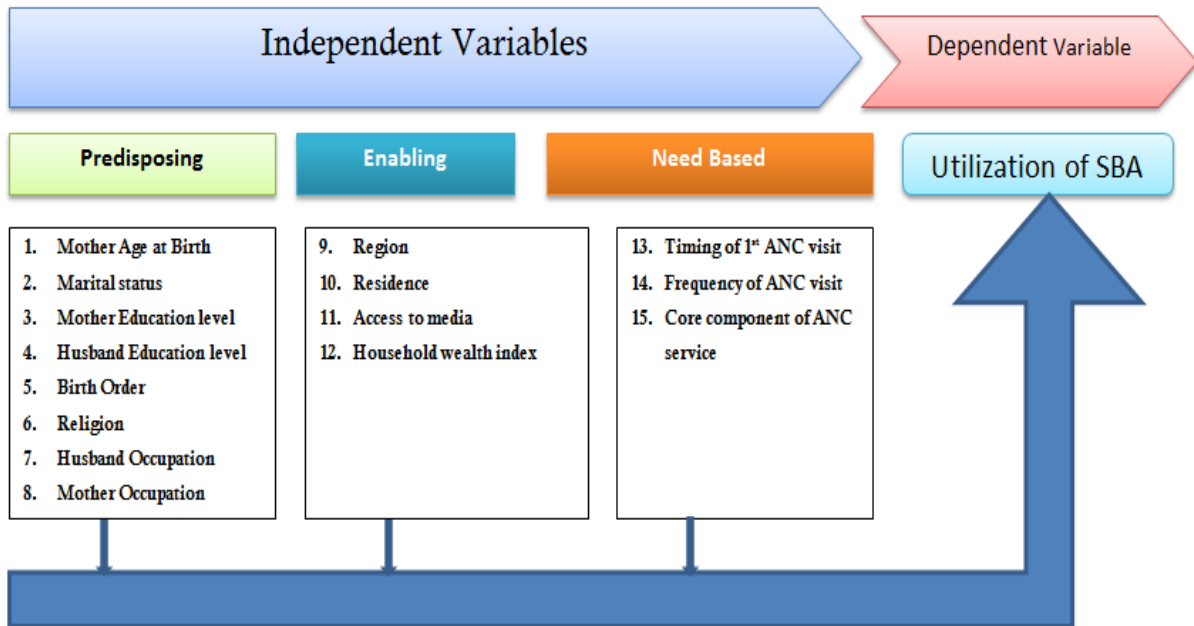 Independent Variables
Dependent Variable
Predisposing
Enabling
Need Based
Utilization of SBA
1. Mother Age at Birth
2. Marital status
3. Mother Education level
4. Husband Education level
5. Birth Order
6. Religion
7. Husband Occupation
8. Mother Occupation
9. Region
10. Residence
11. Access to media
12. Household wealth index
13. Timing of 1st ANC visit
14. Frequency of ANC visit
15. Core component of ANC
service